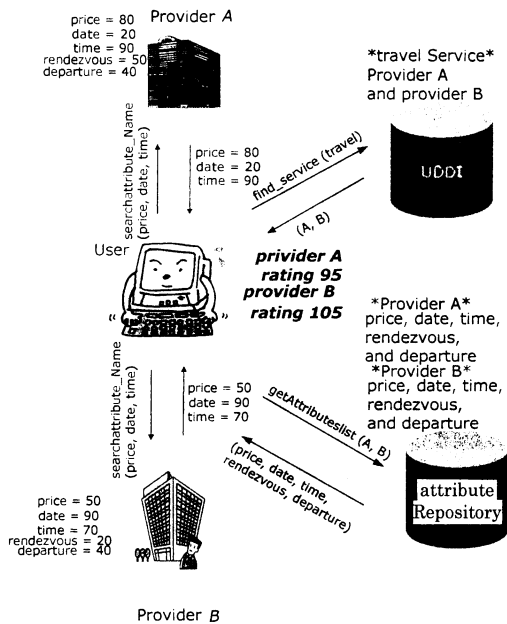 Provider A
price = 80
date = 20
time = 90
rendezvous = 50
departure = 40
*travel Service*
Provider A
and provider B
UDDI
searchattribute_Name
(price, date, time)
price = 80
date = 20
time = 90
find_service (travel)
(A, B)
User
privider A
rating 95
provider B
rating 105
*Provider A*
price, date, time,
rendezvous,
and departure
*Provider B*
price, date, time,
rendezvous,
and departure
searchattribute_Name
(price, date, time)
price = 50
date = 90
time = 70
getAttributeslist (A, B)
(price, date, time,
rendezvous, departure)
attribute
Repository
price = 50
date = 90
time = 70
rendezvous = 20
departure = 40
Provider B